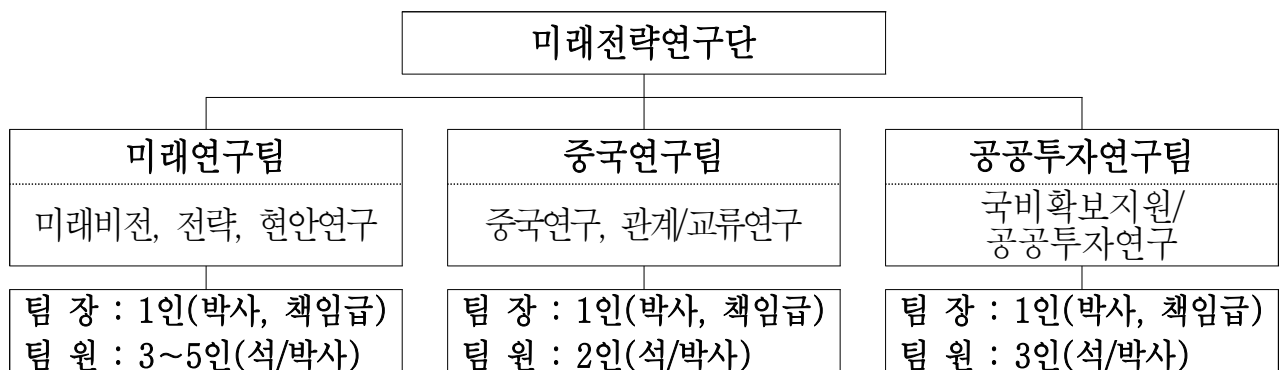 미래전략연구단
미래연구팀
미래비전, 전략, 현안연구
팀 장 : 1인(박사, 책임급)
팀 원 : 3~5인(석/박사)
중국연구팀
중국연구, 관계/교류연구
팀 장 : 1인(박사, 책임급)
팀 원 : 2인(석/박사)
공공투자연구팀
국비확보지원/
공공투자연구
팀 장 : 1인(박사, 책임급)
팀 원 : 3인(석/박사)